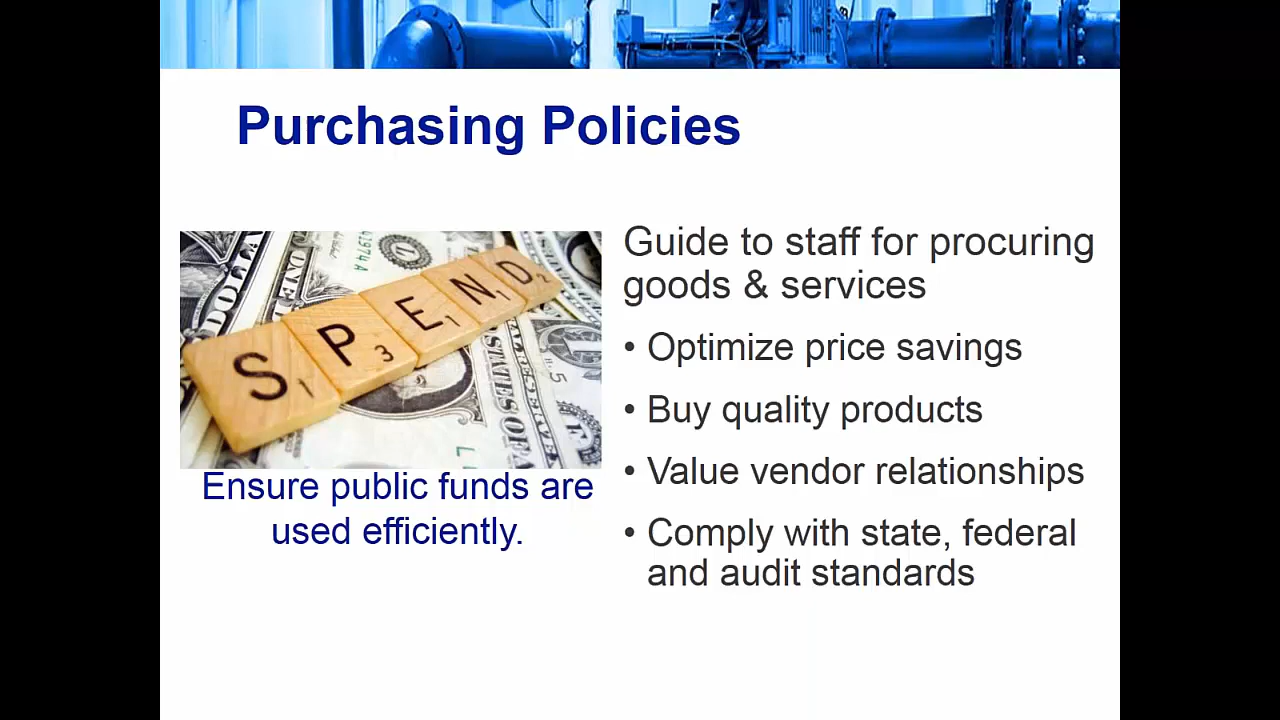 Purchasing Policies
SPEND
Ensure public funds are
used efficiently.
Guide to staff for procuring
goods & services
• Optimize price savings
• Buy quality products
• Value vendor relationships
• Comply with state, federal
and audit standards